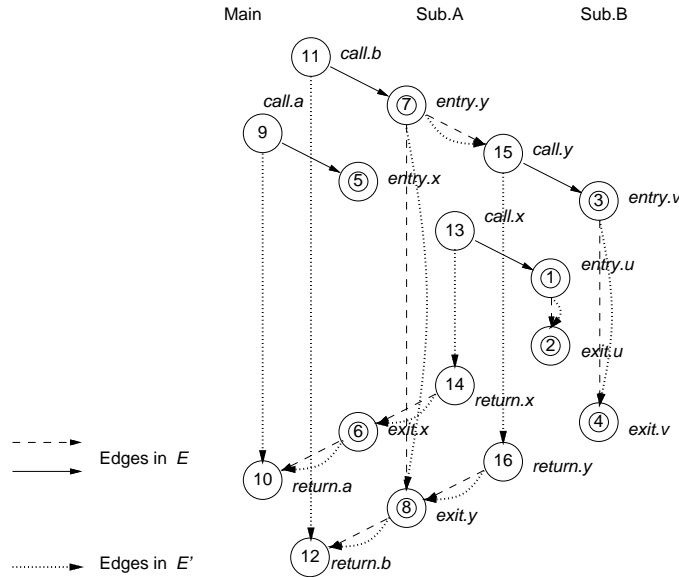 Main Sub.A Sub.B
11 call.b
call.a
7 entry.y
9
15 call.y
5 entry.x
3 entry.v
call.x
13
1 entry.u
2 exit.u
14 return.x
4 exit.v
6 exit.x
Edges in E
16 return.y
10 return.a
8 exit.y
12 return.b
Edges in E'